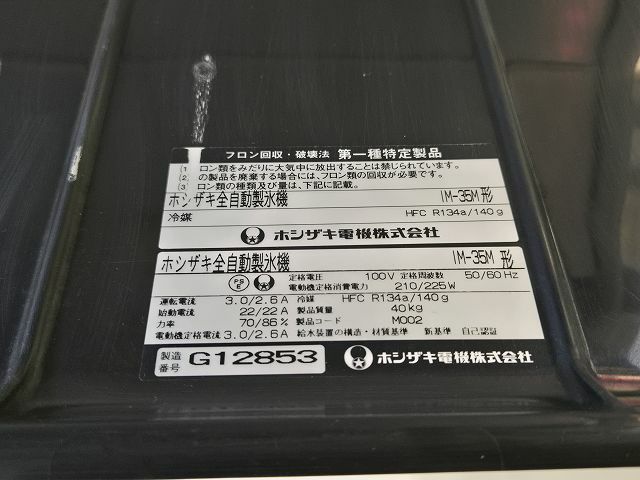 フロン回収・破壊法 第一種特定製品
(1) ロン類をみだりに大気中に放出することは禁じられています。
(2) の製品を廃棄する場合には、フロン類の回収が必要です。
(3) ロン類の種類及び量は、下記に記載。
ホシザキ全自動製氷機 IM-35M 形
冷媒 HFC R134a/140g
ホシザキ電機株式会社
ホシザキ全自動製氷機 IM-35M 形
PS E 定格電圧 100V 定格周波数 50/60Hz
電動機定格消費電力 210/225W
運転電流 3.0/2.6A 冷媒 HFC R134a/140g
始動電流 22/22A 製品質量 40kg
力率 70/86% 製品コード M002
電動機定格電流 3.0/2.6A 給水装置の構造・材質基準 新基準 自己認証
製造番号 G12853 ホシザキ電機株式会社